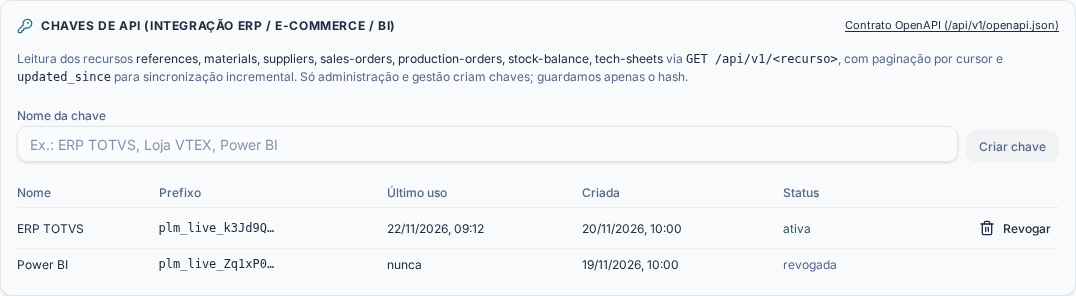 CHAVES DE API (INTEGRAÇÃO ERP / E-COMMERCE / BI)
Contrato OpenAPI (/api/v1/openapi.json)
Leitura dos recursos references, materials, suppliers, sales-orders, production-orders, stock-balance, tech-sheets via GET /api/v1/<recurso>, com paginação por cursor e
updated_since para sincronização incremental. Só administração e gestão criam chaves; guardamos apenas o hash.
Nome da chave
Ex.: ERP TOTVS, Loja VTEX, Power BI
Criar chave
Nome Prefixo Último uso Criada Status
ERP TOTVS plm_live_k3Jd9Q… 22/11/2026, 09:12 20/11/2026, 10:00 ativa Revogar
Power BI plm_live_Zq1xP0… nunca 19/11/2026, 10:00 revogada